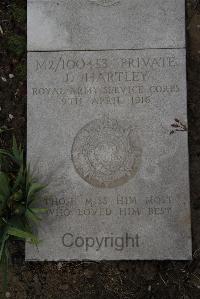 M2/100453 PRIVATE
J. HARTLEY
ROYAL ARMY SERVICE CORPS
9TH APRIL 1918
THOSE MISS HIM MOST
WHO LOVED HIM BEST
Copyright